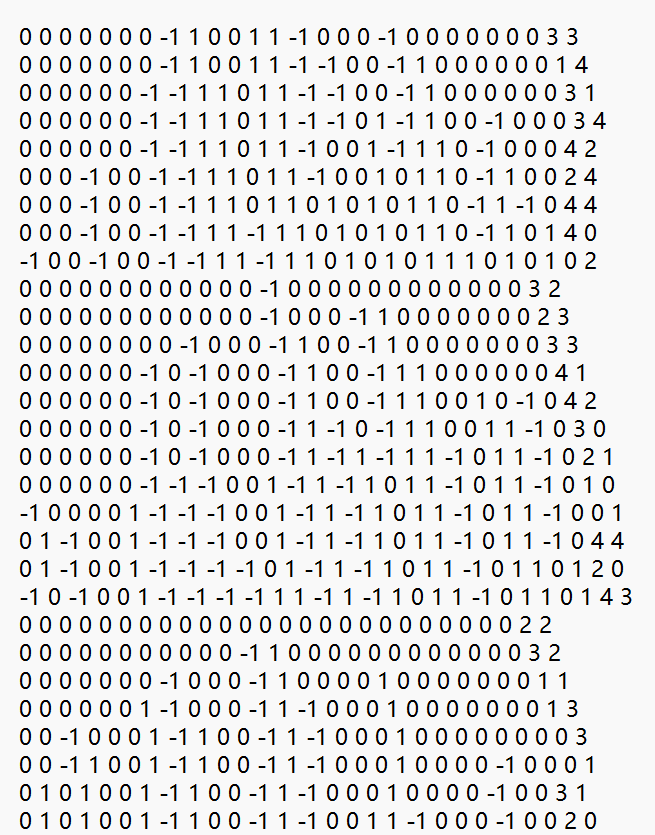 0 0 0 0 0 0 0 -1 1 0 0 1 1 -1 0 0 0 -1 0 0 0 0 0 0 0 3 3
0 0 0 0 0 0 0 -1 1 0 0 1 1 -1 -1 0 0 -1 1 0 0 0 0 0 0 1 4
0 0 0 0 0 0 -1 -1 1 1 0 1 1 -1 -1 0 0 -1 1 0 0 0 0 0 0 3 1
0 0 0 0 0 0 -1 -1 1 1 0 1 1 -1 -1 0 1 -1 1 0 0 -1 0 0 0 3 4
0 0 0 0 0 0 -1 -1 1 1 0 1 1 -1 0 0 1 -1 1 1 0 -1 0 0 0 4 2
0 0 0 -1 0 0 -1 -1 1 1 0 1 1 -1 0 0 1 0 1 1 0 -1 1 0 0 2 4
0 0 0 -1 0 0 -1 -1 1 1 0 1 1 0 1 0 1 0 1 1 0 -1 1 -1 0 4 4
0 0 0 -1 0 0 -1 -1 1 1 -1 1 1 0 1 0 1 0 1 1 0 -1 1 0 1 4 0
-1 0 0 -1 0 0 -1 -1 1 1 -1 1 1 0 1 0 1 0 1 1 1 0 1 0 1 0 2
0 0 0 0 0 0 0 0 0 0 0 0 -1 0 0 0 0 0 0 0 0 0 0 0 0 3 2
0 0 0 0 0 0 0 0 0 0 0 0 -1 0 0 0 -1 1 0 0 0 0 0 0 0 2 3
0 0 0 0 0 0 0 0 -1 0 0 0 -1 1 0 0 -1 1 0 0 0 0 0 0 0 3 3
0 0 0 0 0 0 -1 0 -1 0 0 0 -1 1 0 0 -1 1 1 0 0 0 0 0 0 4 1
0 0 0 0 0 0 -1 0 -1 0 0 0 -1 1 0 0 -1 1 1 0 0 1 0 -1 0 4 2
0 0 0 0 0 0 -1 0 -1 0 0 0 -1 1 -1 0 -1 1 1 0 0 1 1 -1 0 3 0
0 0 0 0 0 0 -1 0 -1 0 0 0 -1 1 -1 1 -1 1 1 -1 0 1 1 -1 0 2 1
0 0 0 0 0 0 -1 -1 -1 0 0 1 -1 1 -1 1 0 1 1 -1 0 1 1 -1 0 1 0
-1 0 0 0 0 1 -1 -1 -1 0 0 1 -1 1 -1 1 0 1 1 -1 0 1 1 -1 0 0 1
0 1 -1 0 0 1 -1 -1 -1 0 0 1 -1 1 -1 1 0 1 1 -1 0 1 1 -1 0 4 4
0 1 -1 0 0 1 -1 -1 -1 -1 0 1 -1 1 -1 1 0 1 1 -1 0 1 1 0 1 2 0
-1 0 -1 0 0 1 -1 -1 -1 -1 1 1 -1 1 -1 1 0 1 1 -1 0 1 1 0 1 4 3
0 0 0 0 0 0 0 0 0 0 0 0 0 0 0 0 0 0 0 0 0 0 0 0 0 2 2
0 0 0 0 0 0 0 0 0 0 0 -1 1 0 0 0 0 0 0 0 0 0 0 0 0 3 2
0 0 0 0 0 0 0 -1 0 0 0 -1 1 0 0 0 0 1 0 0 0 0 0 0 0 1 1
0 0 0 0 0 0 1 -1 0 0 0 -1 1 -1 0 0 0 1 0 0 0 0 0 0 0 1 3
0 0 -1 0 0 0 1 -1 1 0 0 -1 1 -1 0 0 0 1 0 0 0 0 0 0 0 0 3
0 0 -1 1 0 0 1 -1 1 0 0 -1 1 -1 0 0 0 1 0 0 0 0 -1 0 0 0 1
0 1 0 1 0 0 1 -1 1 0 0 -1 1 -1 0 0 0 1 0 0 0 0 -1 0 0 3 1
0 1 0 1 0 0 1 -1 1 0 0 -1 1 -1 0 0 1 1 -1 0 0 0 -1 0 0 2 0